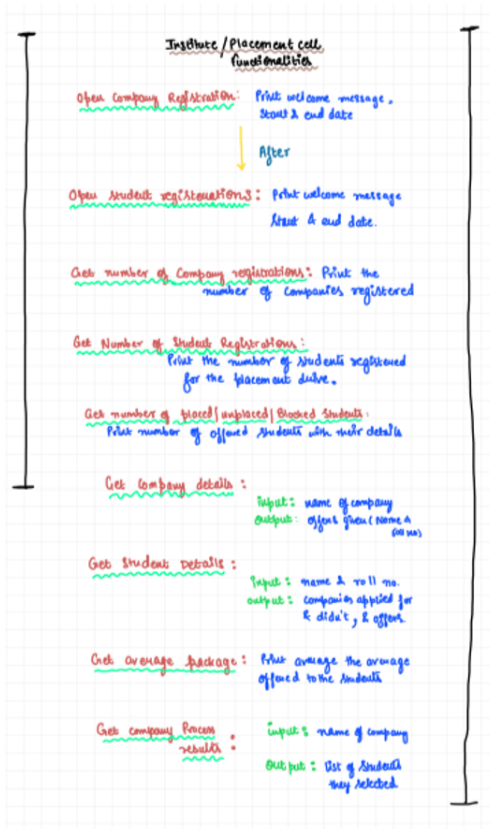 Institute / Placement cell
functionalities
Open Company Registration: Print welcome message,
Start & end date
After
Open student registerations: Print welcome message
Start & end date.
Get number of Company registrations: Print the
number of companies registered
Get Number of Student Registrations:
Print the number of students registered
for the placement drive.
Get number of placed/unplaced/Blocked Students:
Print number of offered students with their details
Get Company details:
input: name of company
output: offers given (Name &
roll no)
Get Student Details:
input: name & roll no.
output: companies applied for
& didn't, & offers
Get average package: Print average the average
offered to the students
Get company Process
results:
input: name of company
Output: list of students
they selected